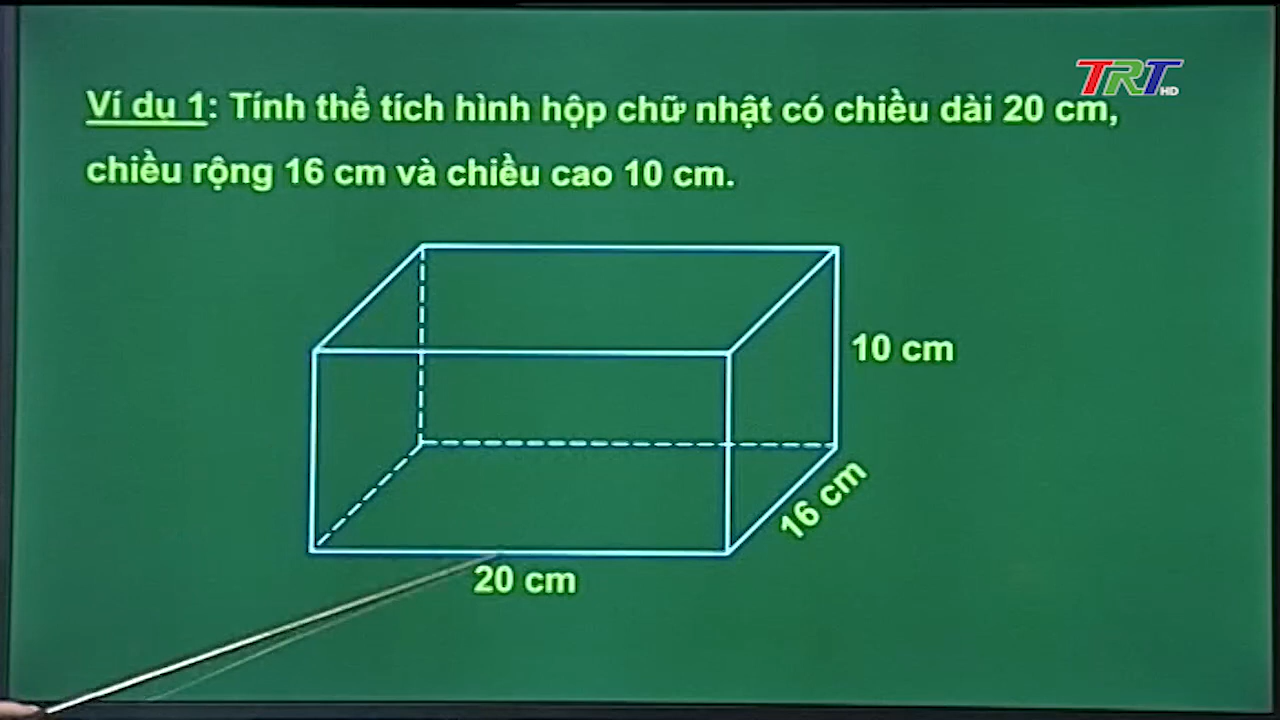 TRT HD
Ví dụ 1: Tính thể tích hình hộp chữ nhật có chiều dài 20 cm,
chiều rộng 16 cm và chiều cao 10 cm.
10 cm
16 cm
20 cm